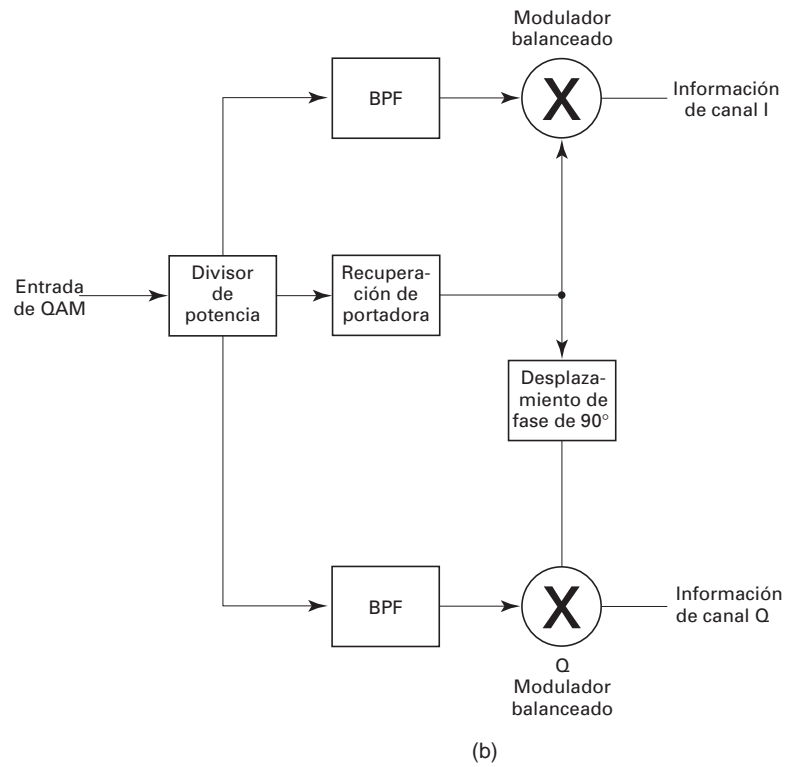 Modulador
balanceado
BPF
X
Información
de canal I
Entrada
de QAM
Divisor
de
potencia
Recupera-
ción de
portadora
Desplaza-
miento de
fase de 90°
BPF
X
Información
de canal Q
Q
Modulador
balanceado
(b)